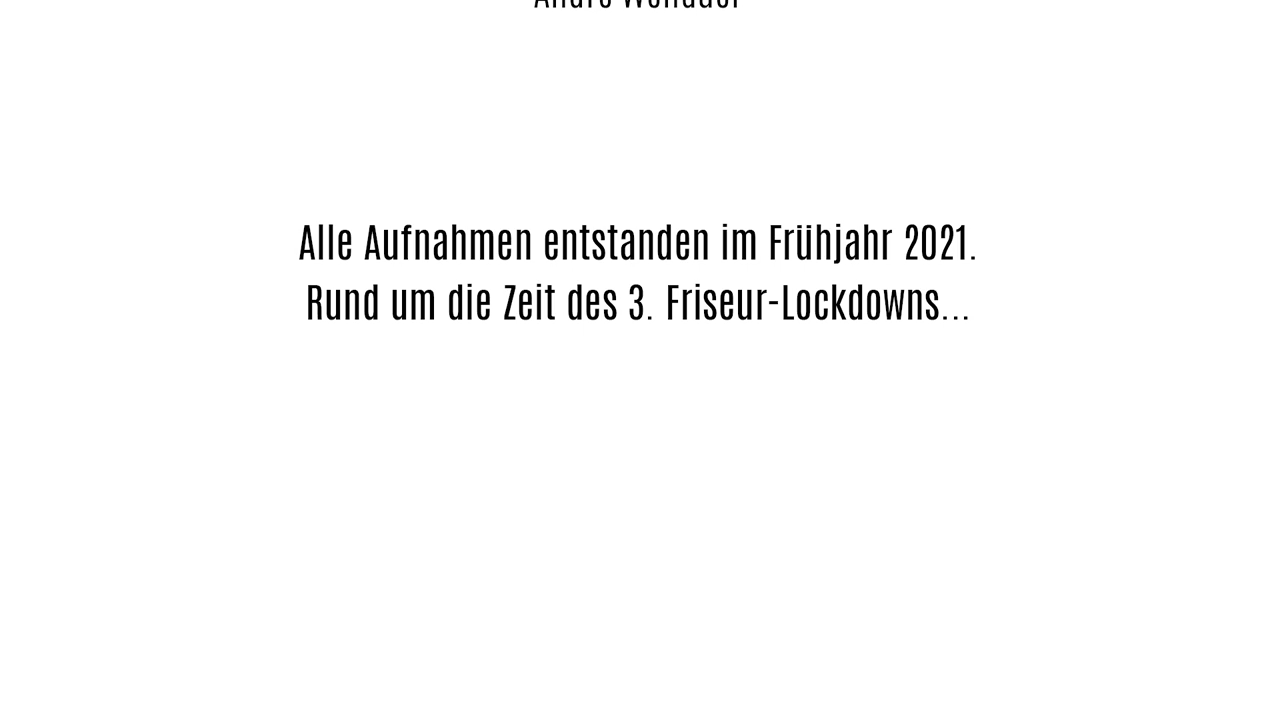 Alle Aufnahmen entstanden im Frühjahr 2021.
Rund um die Zeit des 3. Friseur-Lockdowns...